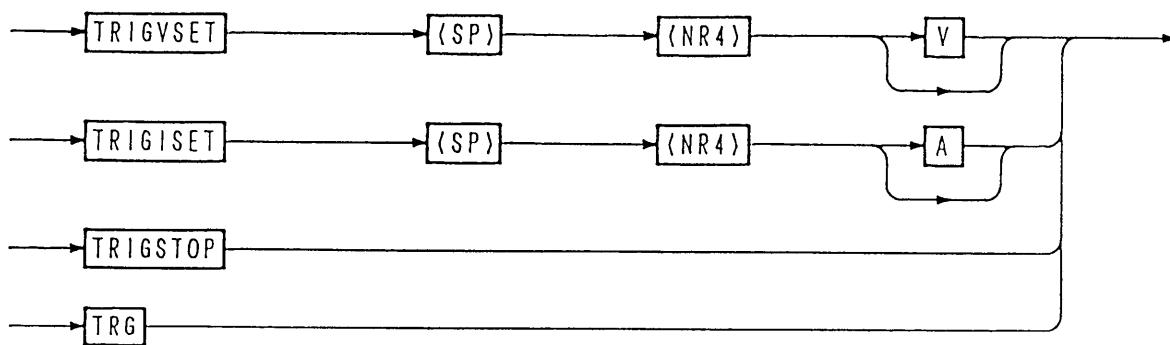 TRIGVSET ⟨SP⟩ ⟨NR4⟩ V
TRIGISET ⟨SP⟩ ⟨NR4⟩ A
TRIGSTOP
TRG